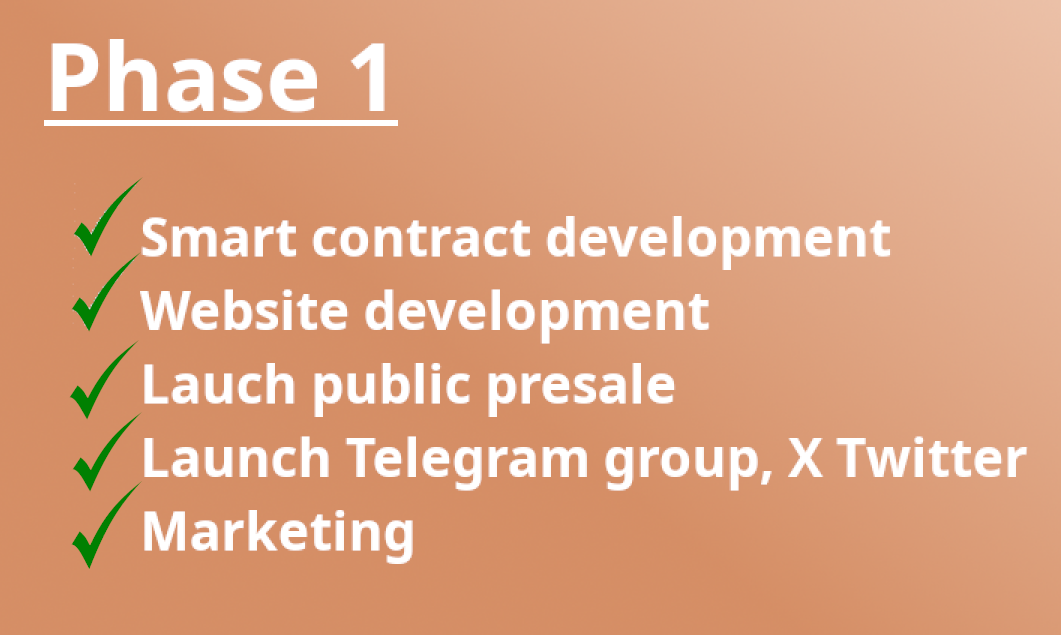 Phase 1
Smart contract development
Website development
Lauch public presale
Launch Telegram group, X Twitter
Marketing